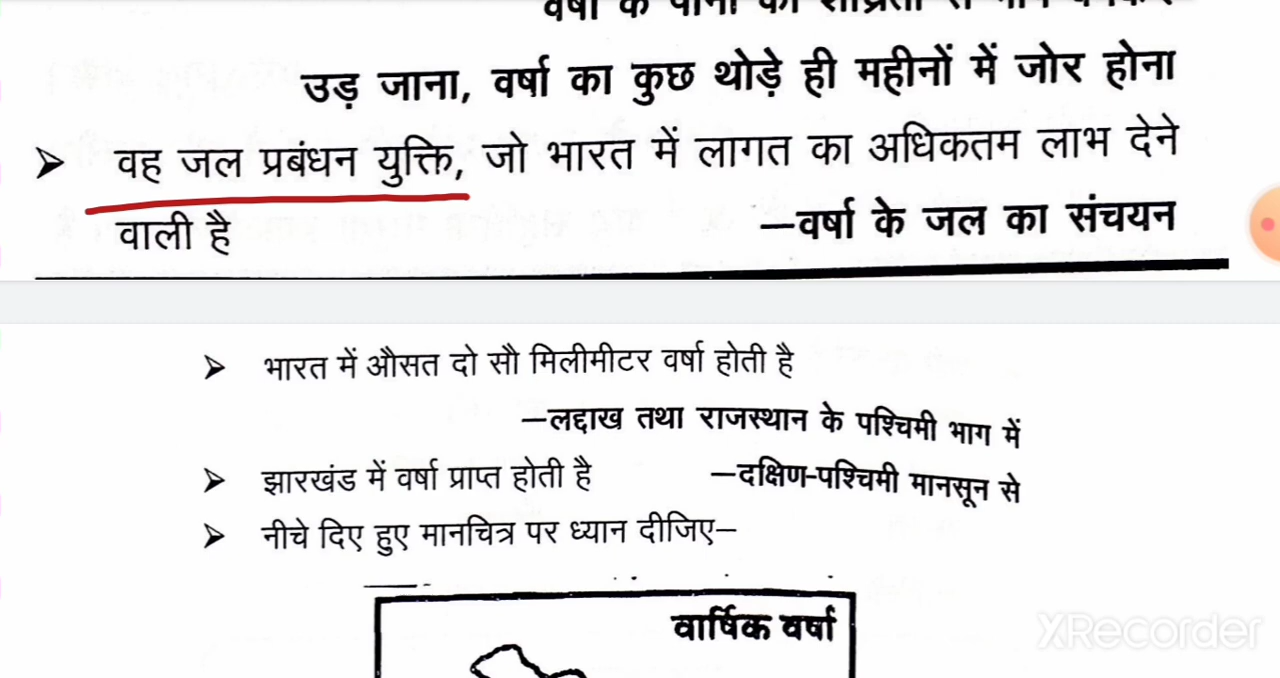 उड़ जाना, वर्षा का कुछ थोड़े ही महीनों में जोर होना
➢ वह जल प्रबंधन युक्ति, जो भारत में लागत का अधिकतम लाभ देने
वाली है —वर्षा के जल का संचयन
➢ भारत में औसत दो सौ मिलीमीटर वर्षा होती है
—लद्दाख तथा राजस्थान के पश्चिमी भाग में
➢ झारखंड में वर्षा प्राप्त होती है —दक्षिण-पश्चिमी मानसून से
➢ नीचे दिए हुए मानचित्र पर ध्यान दीजिए–
वार्षिक वर्षा
XRecorder